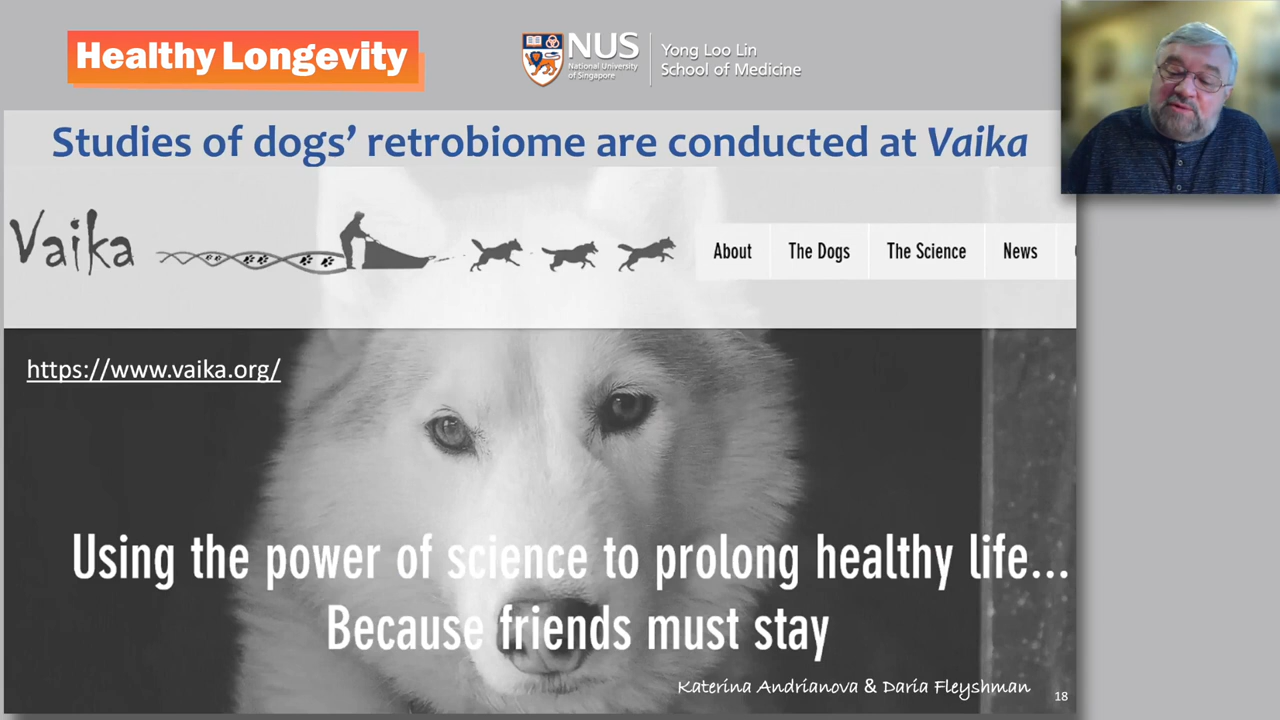 Healthy Longevity
NUS
National University
of Singapore
Yong Loo Lin
School of Medicine
Studies of dogs’ retrobiome are conducted at Vaika
Vaika
About The Dogs The Science News
https://www.vaika.org/
Using the power of science to prolong healthy life...
Because friends must stay
Katerina Andrianova & Daria Fleyshman
18